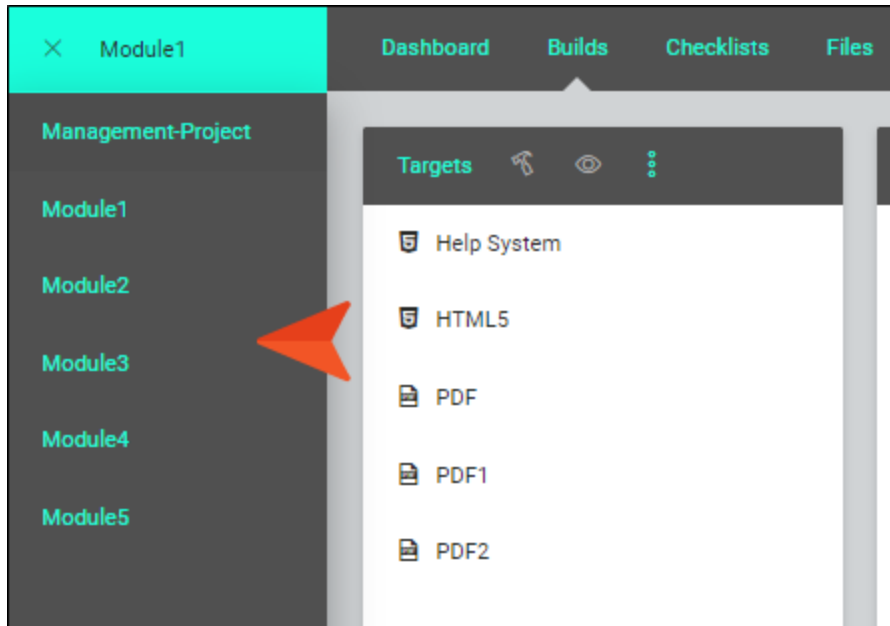 Module1
Dashboard Builds Checklists Files
Management-Project
Module1
Module2
Module3
Module4
Module5
Targets
Help System
HTML5
PDF
PDF1
PDF2